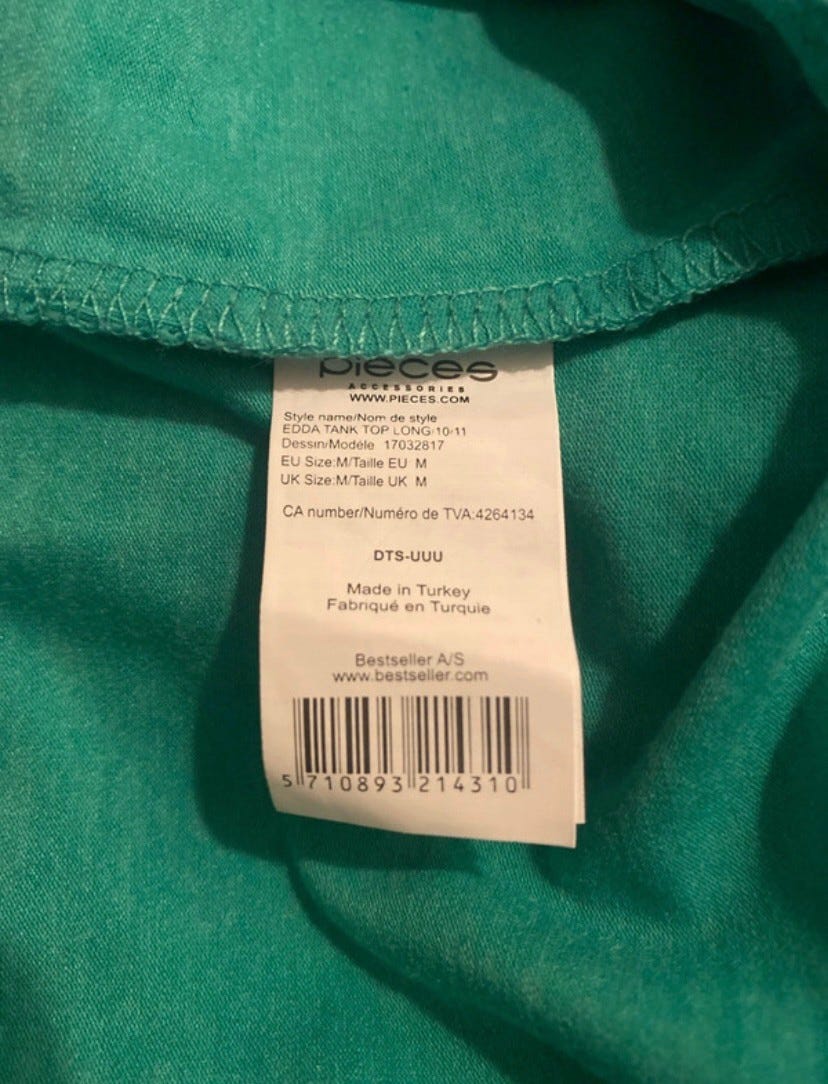 pieces
ACCESSORIES
WWW.PIECES.COM
Style name/Nom de style
EDDA TANK TOP LONG/10/11
Dessin/Modéle 17032817
EU Size:M/Taille EU M
UK Size:M/Taille UK M
CA number/Numéro de TVA:4264134
DTS-UUU
Made in Turkey
Fabriqué en Turquie
Bestseller A/S
www.bestseller.com
5 710893 214310